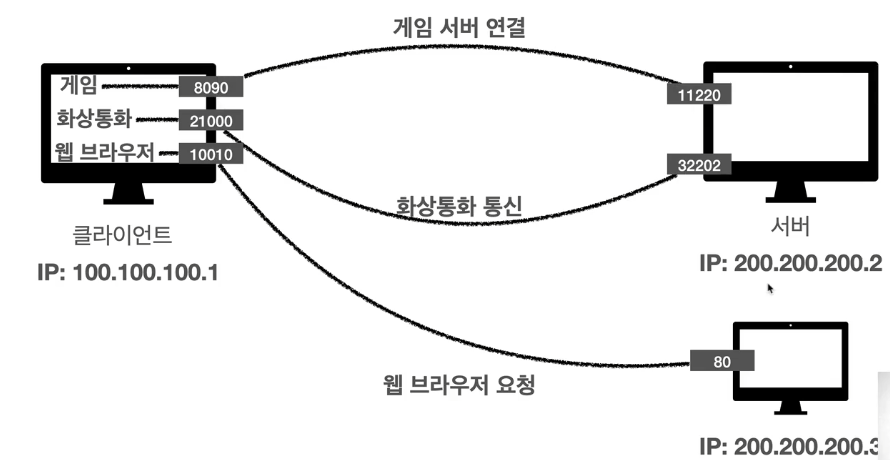 게임 서버 연결
게임
8090
화상통화
21000
웹 브라우저
10010
클라이언트
IP: 100.100.100.1
11220
32202
화상통화 통신
서버
IP: 200.200.200.2
80
웹 브라우저 요청
IP: 200.200.200.3